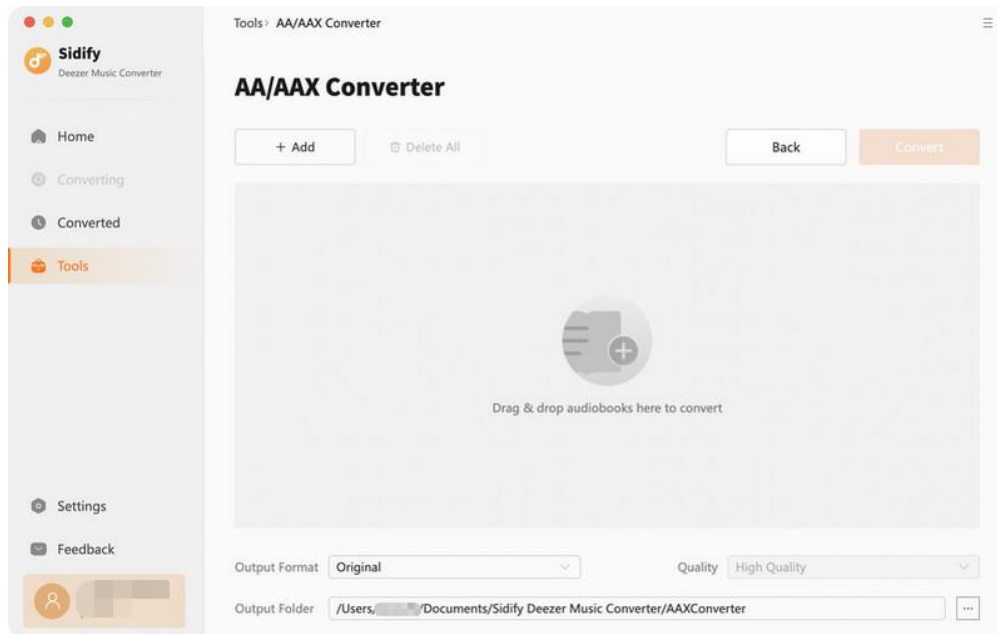 Tools› AA/AAX Converter
Sidify
Deezer Music Converter
AA/AAX Converter
Home
+ Add
Delete All
Back
Convert
Converting
Converted
Tools
Drag & drop audiobooks here to convert
Settings
Feedback
Output Format Original
Quality High Quality
Output Folder /Users/ /Documents/Sidify Deezer Music Converter/AAXConverter
...